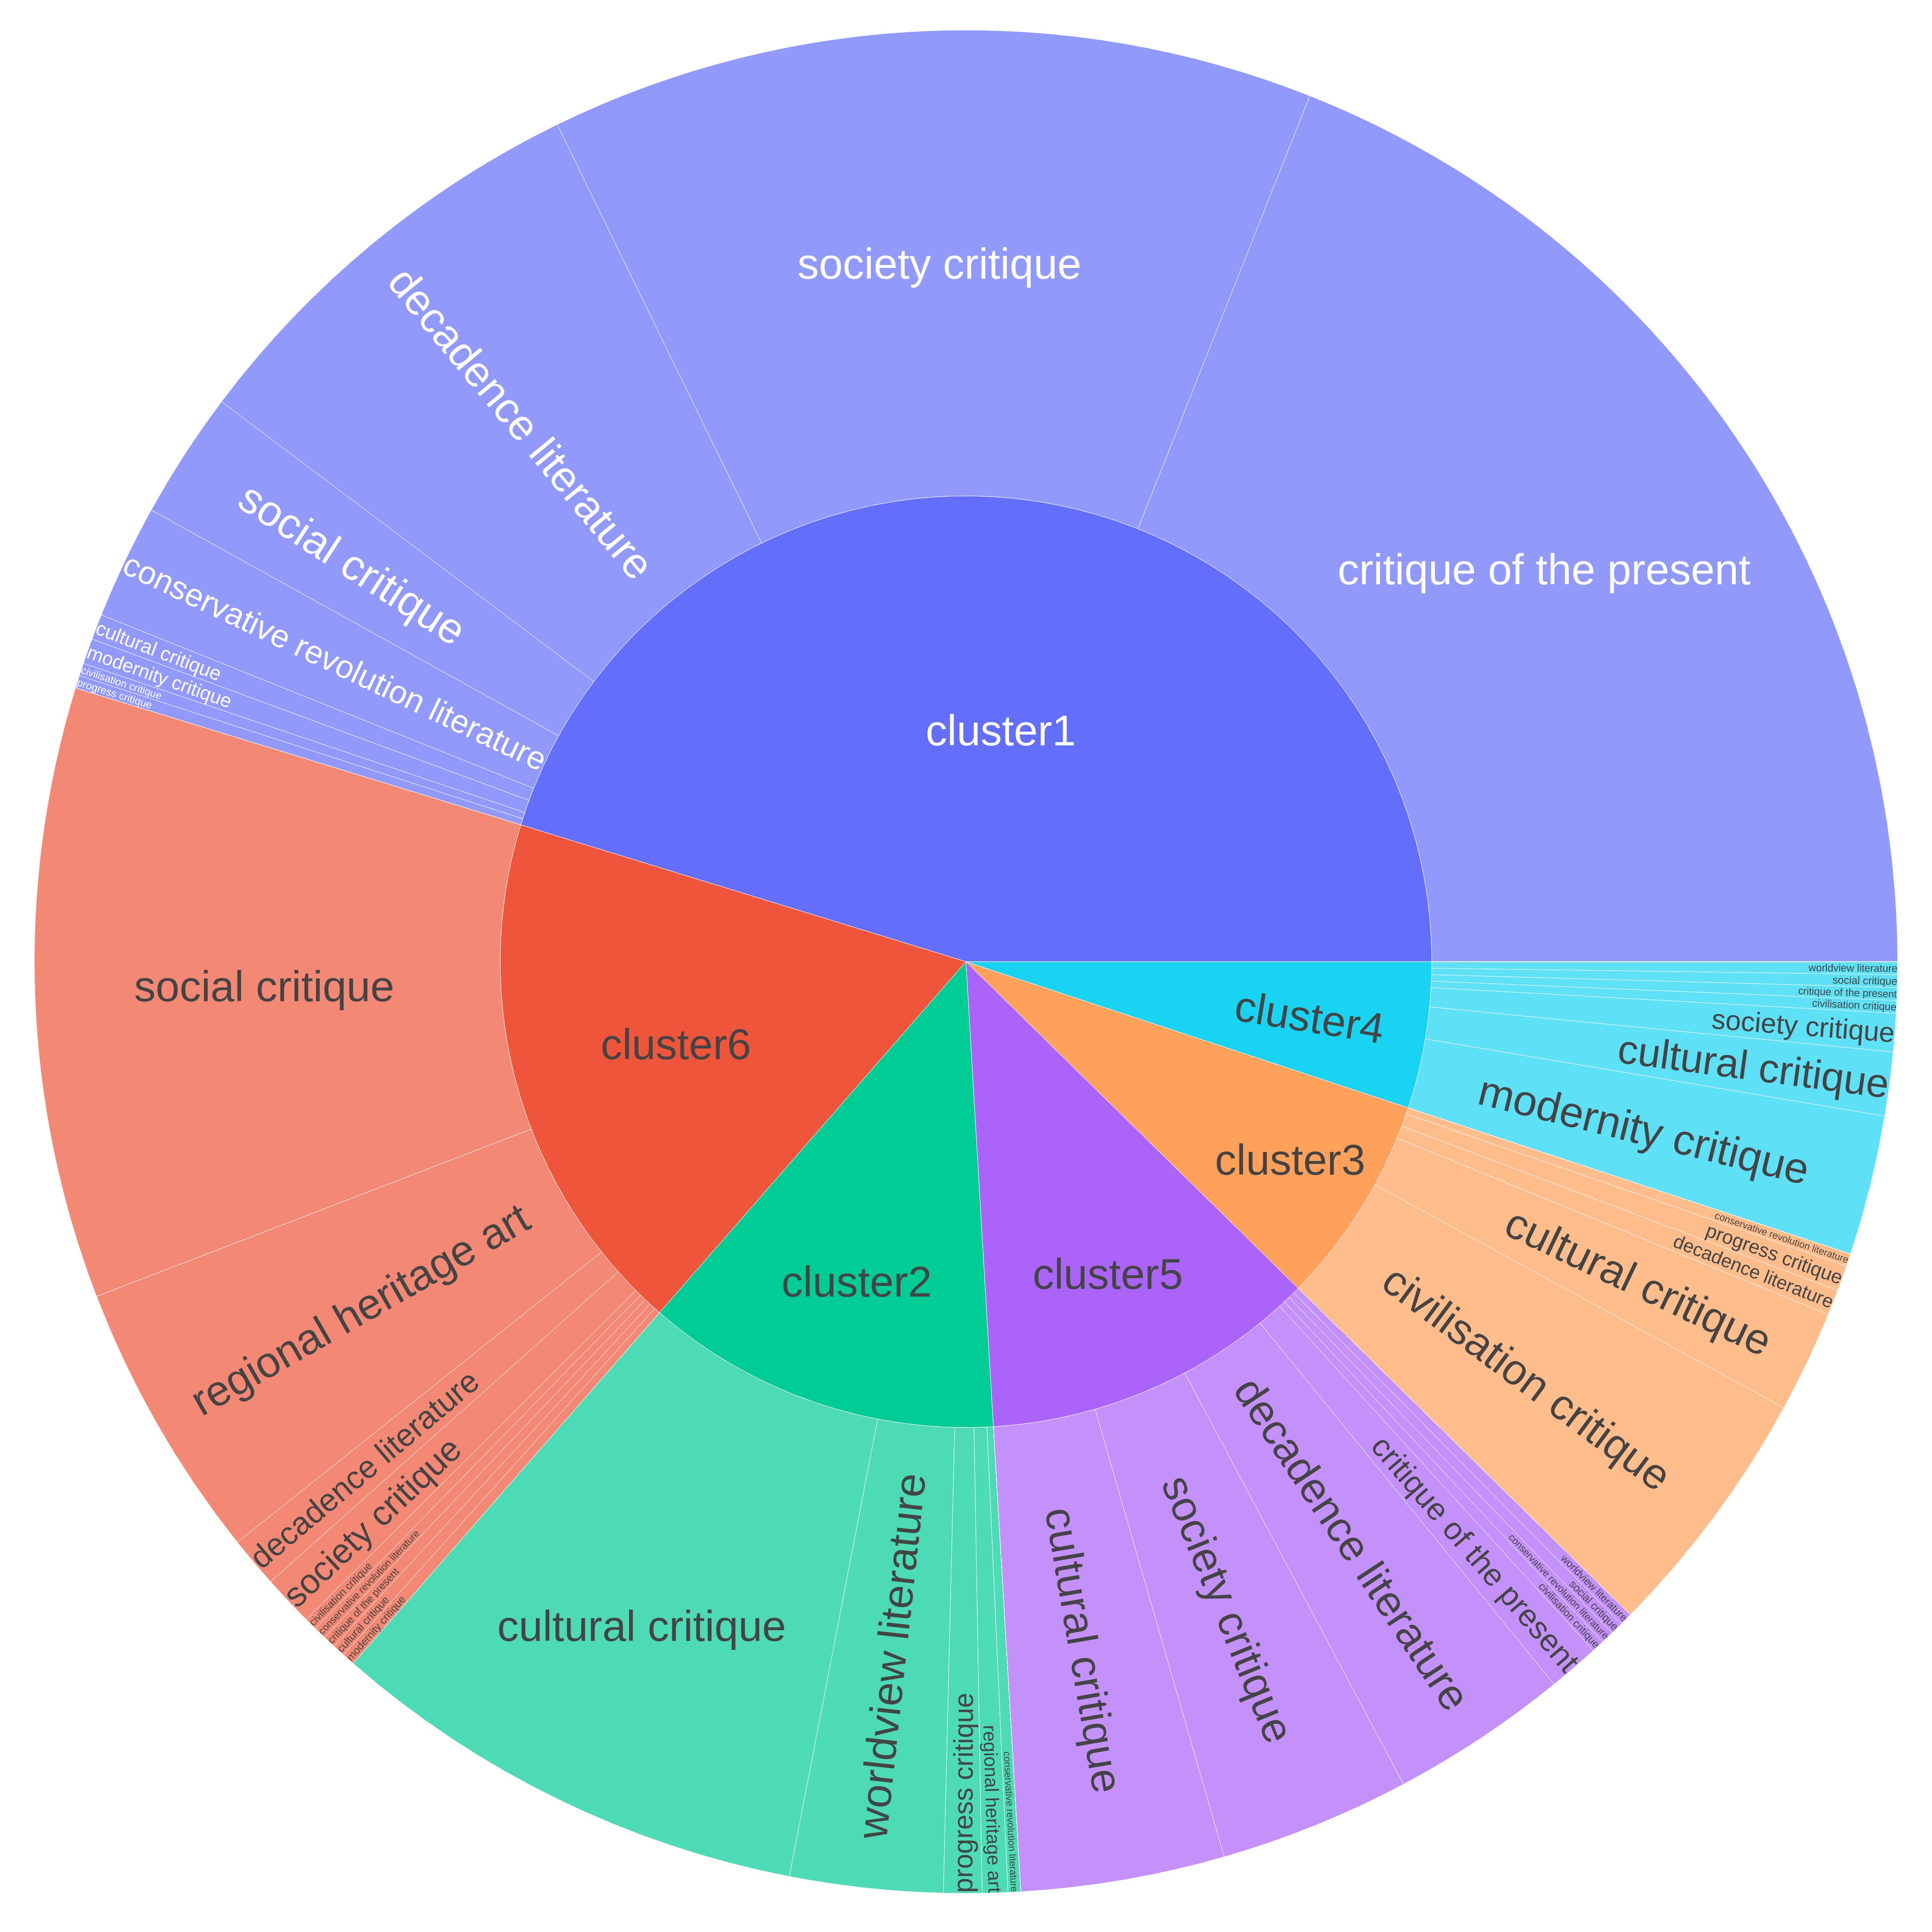 cluster1
critique of the present
society critique
decadence literature
social critique
conservative revolution literature
cultural critique
modernity critique
civilisation critique
progress critique
cluster6
social critique
regional heritage art
decadence literature
society critique
civilisation critique
conservative revolution literature
critique of the present
cultural critique
modernity critique
cluster2
cultural critique
worldview literature
progress critique
regional heritage art
conservative revolution literature
cluster5
cultural critique
society critique
decadence literature
critique of the present
civilisation critique
conservative revolution literature
social critique
worldview literature
cluster3
civilisation critique
cultural critique
decadence literature
progress critique
conservative revolution literature
cluster4
modernity critique
cultural critique
society critique
civilisation critique
critique of the present
social critique
worldview literature